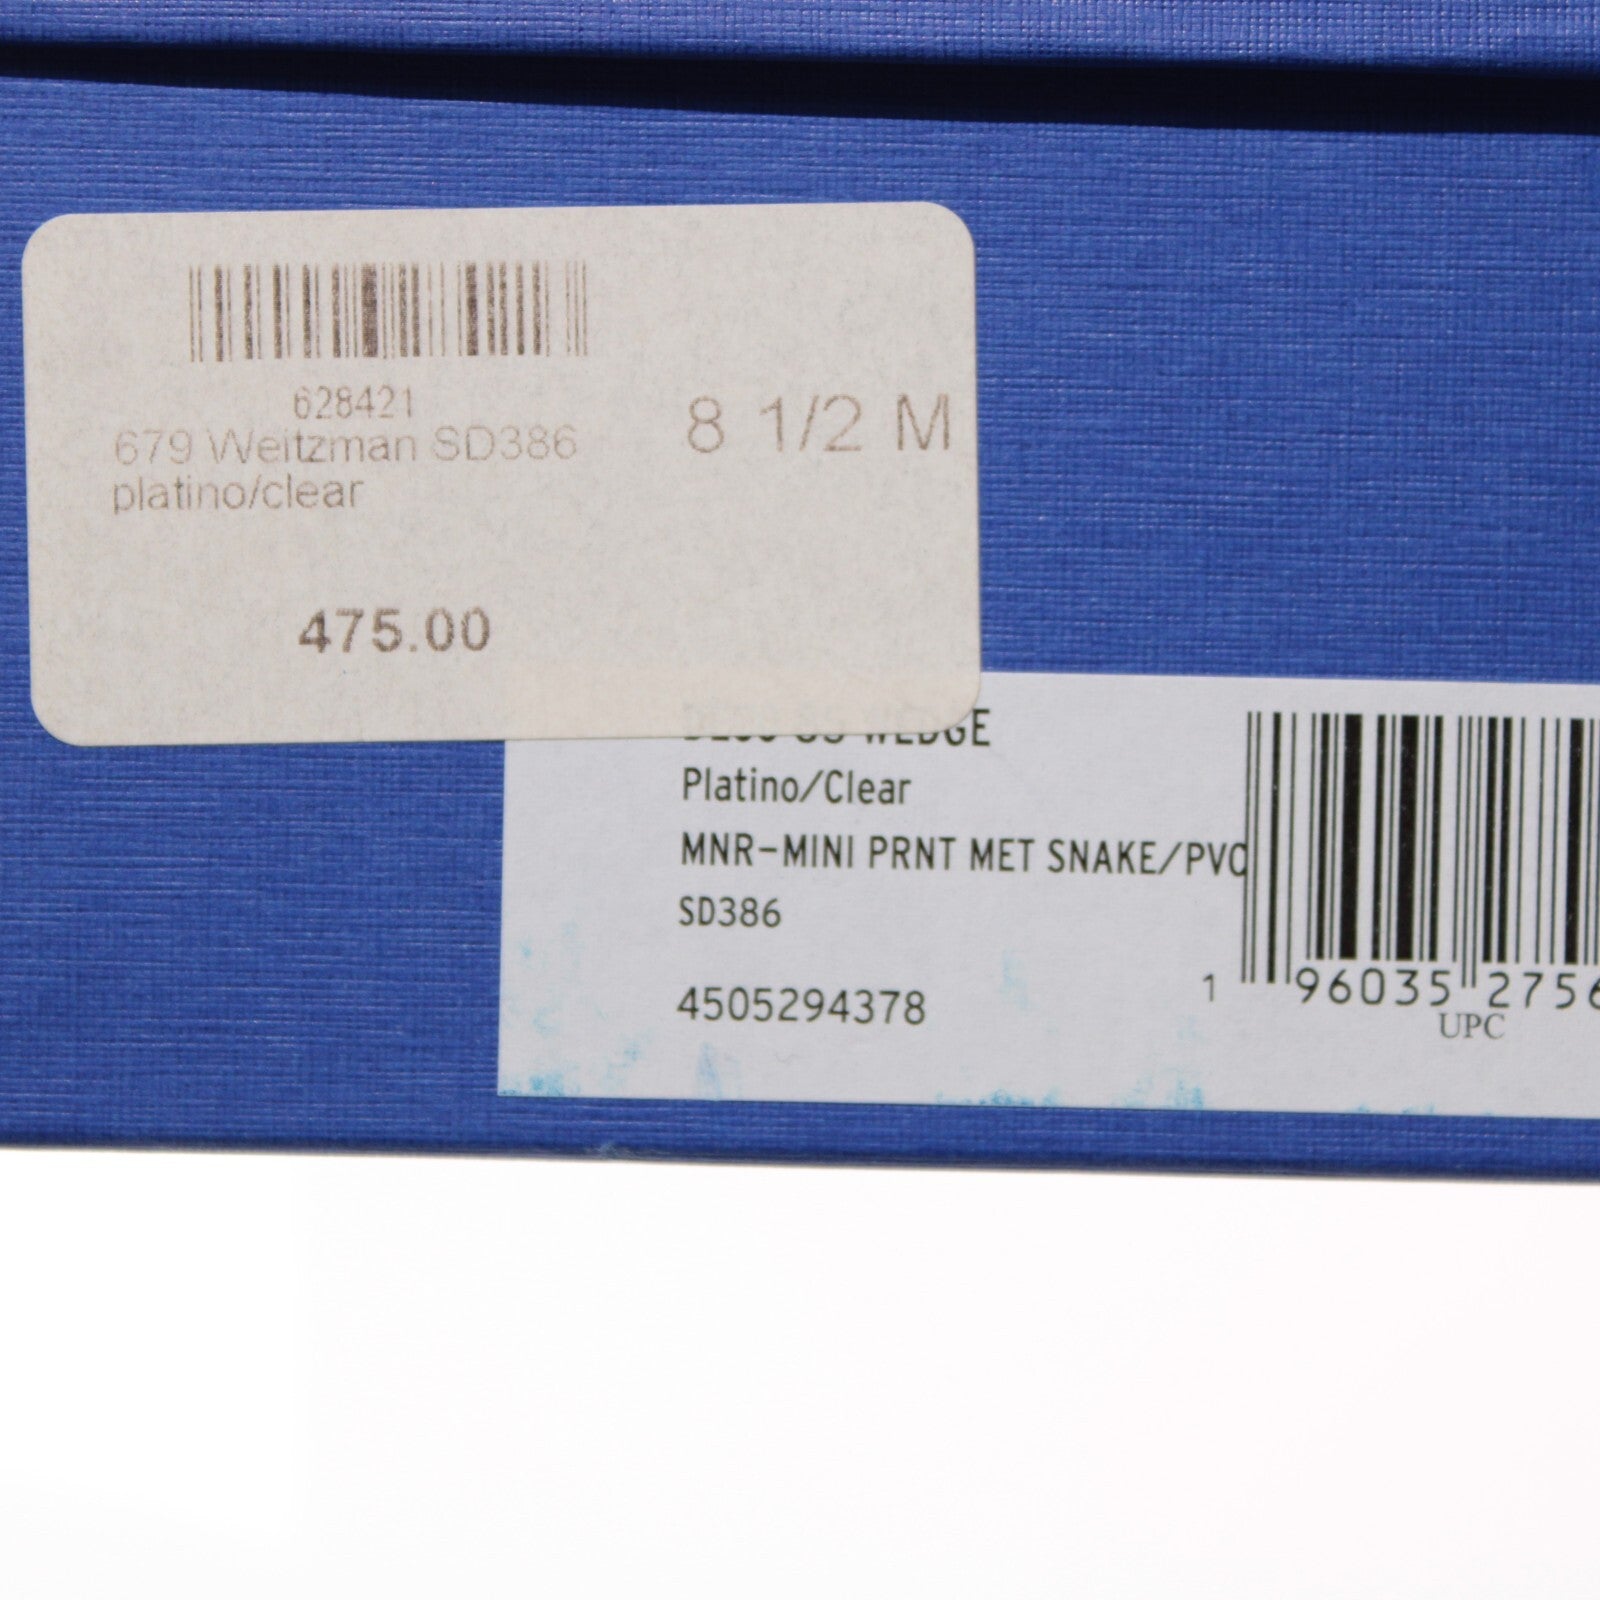 628421
679 Weitzman SD386
platino/clear
8 1/2 M
475.00
WEDGE
Platino/Clear
MNR-MINI PRNT MET SNAKE/PVC
SD386
4505294378
1 96035 2756
UPC